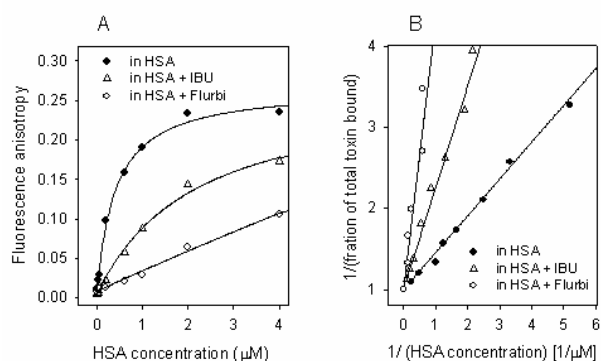 A
in HSA
in HSA + IBU
in HSA + Flurbi
Fluorescence anisotropy
0.30
0.25
0.20
0.15
0.10
0.05
0.00
0
1
2
3
4
HSA concentration (μM)
B
1/(fration of total toxin bound)
4
3
2
1
in HSA
in HSA + IBU
in HSA + Flurbi
0
1
2
3
4
5
6
1/ (HSA concentration) [1/μM]